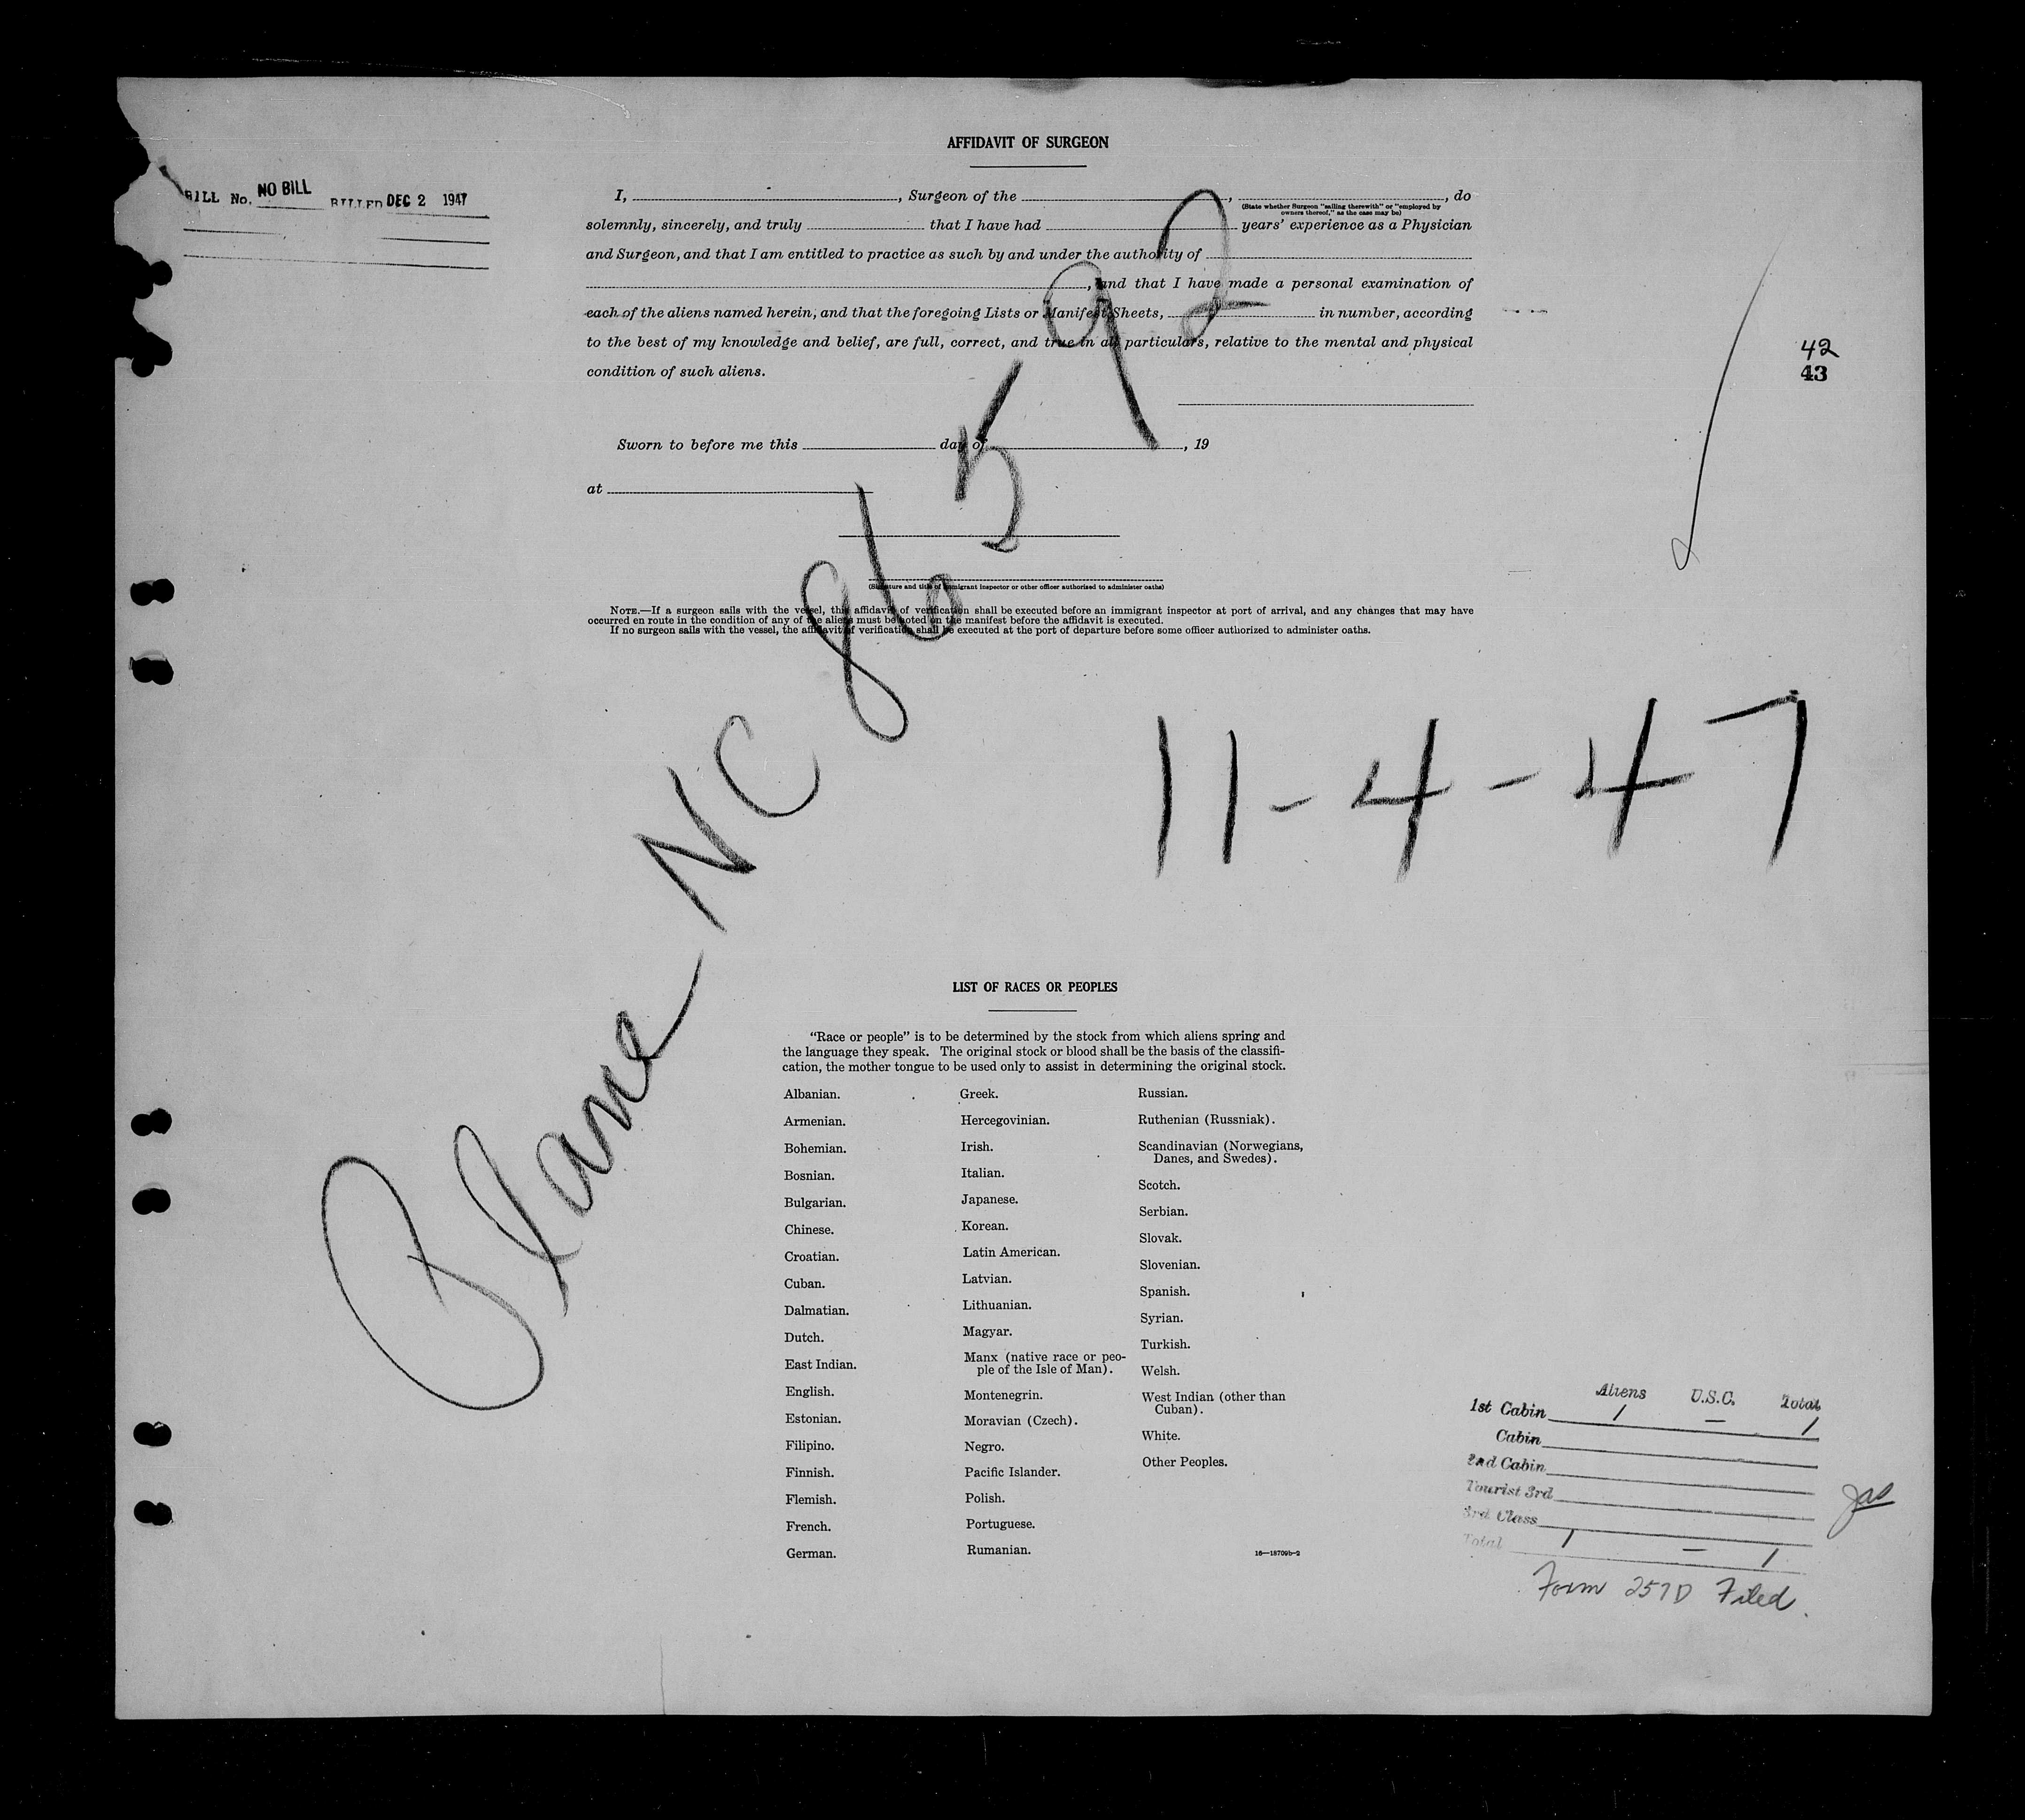 AFFIDAVIT OF SURGEON
BILL No. NO BILL BILLED DEC 2 1947
I, , Surgeon of the , , do
(State whether Surgeon "sailing therewith" or "employed by
owners thereof," as the case may be)
solemnly, sincerely, and truly that I have had years' experience as a Physician
and Surgeon, and that I am entitled to practice as such by and under the authority of
, and that I have made a personal examination of
each of the aliens named herein, and that the foregoing Lists or Manifest Sheets, in number, according
to the best of my knowledge and belief, are full, correct, and true in all particulars, relative to the mental and physical
condition of such aliens.
42
43
Sworn to before me this day of , 19
at
(Signature and title of immigrant inspector or other officer authorized to administer oaths)
NOTE.—If a surgeon sails with the vessel, this affidavit of verification shall be executed before an immigrant inspector at port of arrival, and any changes that may have
occurred en route in the condition of any of the aliens must be noted on the manifest before the affidavit is executed.
If no surgeon sails with the vessel, the affidavit of verification shall be executed at the port of departure before some officer authorized to administer oaths.
Plane NC 86592
11-4-47
LIST OF RACES OR PEOPLES
"Race or people" is to be determined by the stock from which aliens spring and
the language they speak. The original stock or blood shall be the basis of the classifi-
cation, the mother tongue to be used only to assist in determining the original stock.
Albanian.
Armenian.
Bohemian.
Bosnian.
Bulgarian.
Chinese.
Croatian.
Cuban.
Dalmatian.
Dutch.
East Indian.
English.
Estonian.
Filipino.
Finnish.
Flemish.
French.
German.
Greek.
Hercegovinian.
Irish.
Italian.
Japanese.
Korean.
Latin American.
Latvian.
Lithuanian.
Magyar.
Manx (native race or peo-
ple of the Isle of Man).
Montenegrin.
Moravian (Czech).
Negro.
Pacific Islander.
Polish.
Portuguese.
Rumanian.
Russian.
Ruthenian (Russniak).
Scandinavian (Norwegians,
Danes, and Swedes).
Scotch.
Serbian.
Slovak.
Slovenian.
Spanish.
Syrian.
Turkish.
Welsh.
West Indian (other than
Cuban).
White.
Other Peoples.
16—18709b-2
Aliens U.S.C. Total
1st Cabin 1 — 1
Cabin
2nd Cabin
Tourist 3rd
3rd Class
Total 1 — 1
Form 257D Filed.